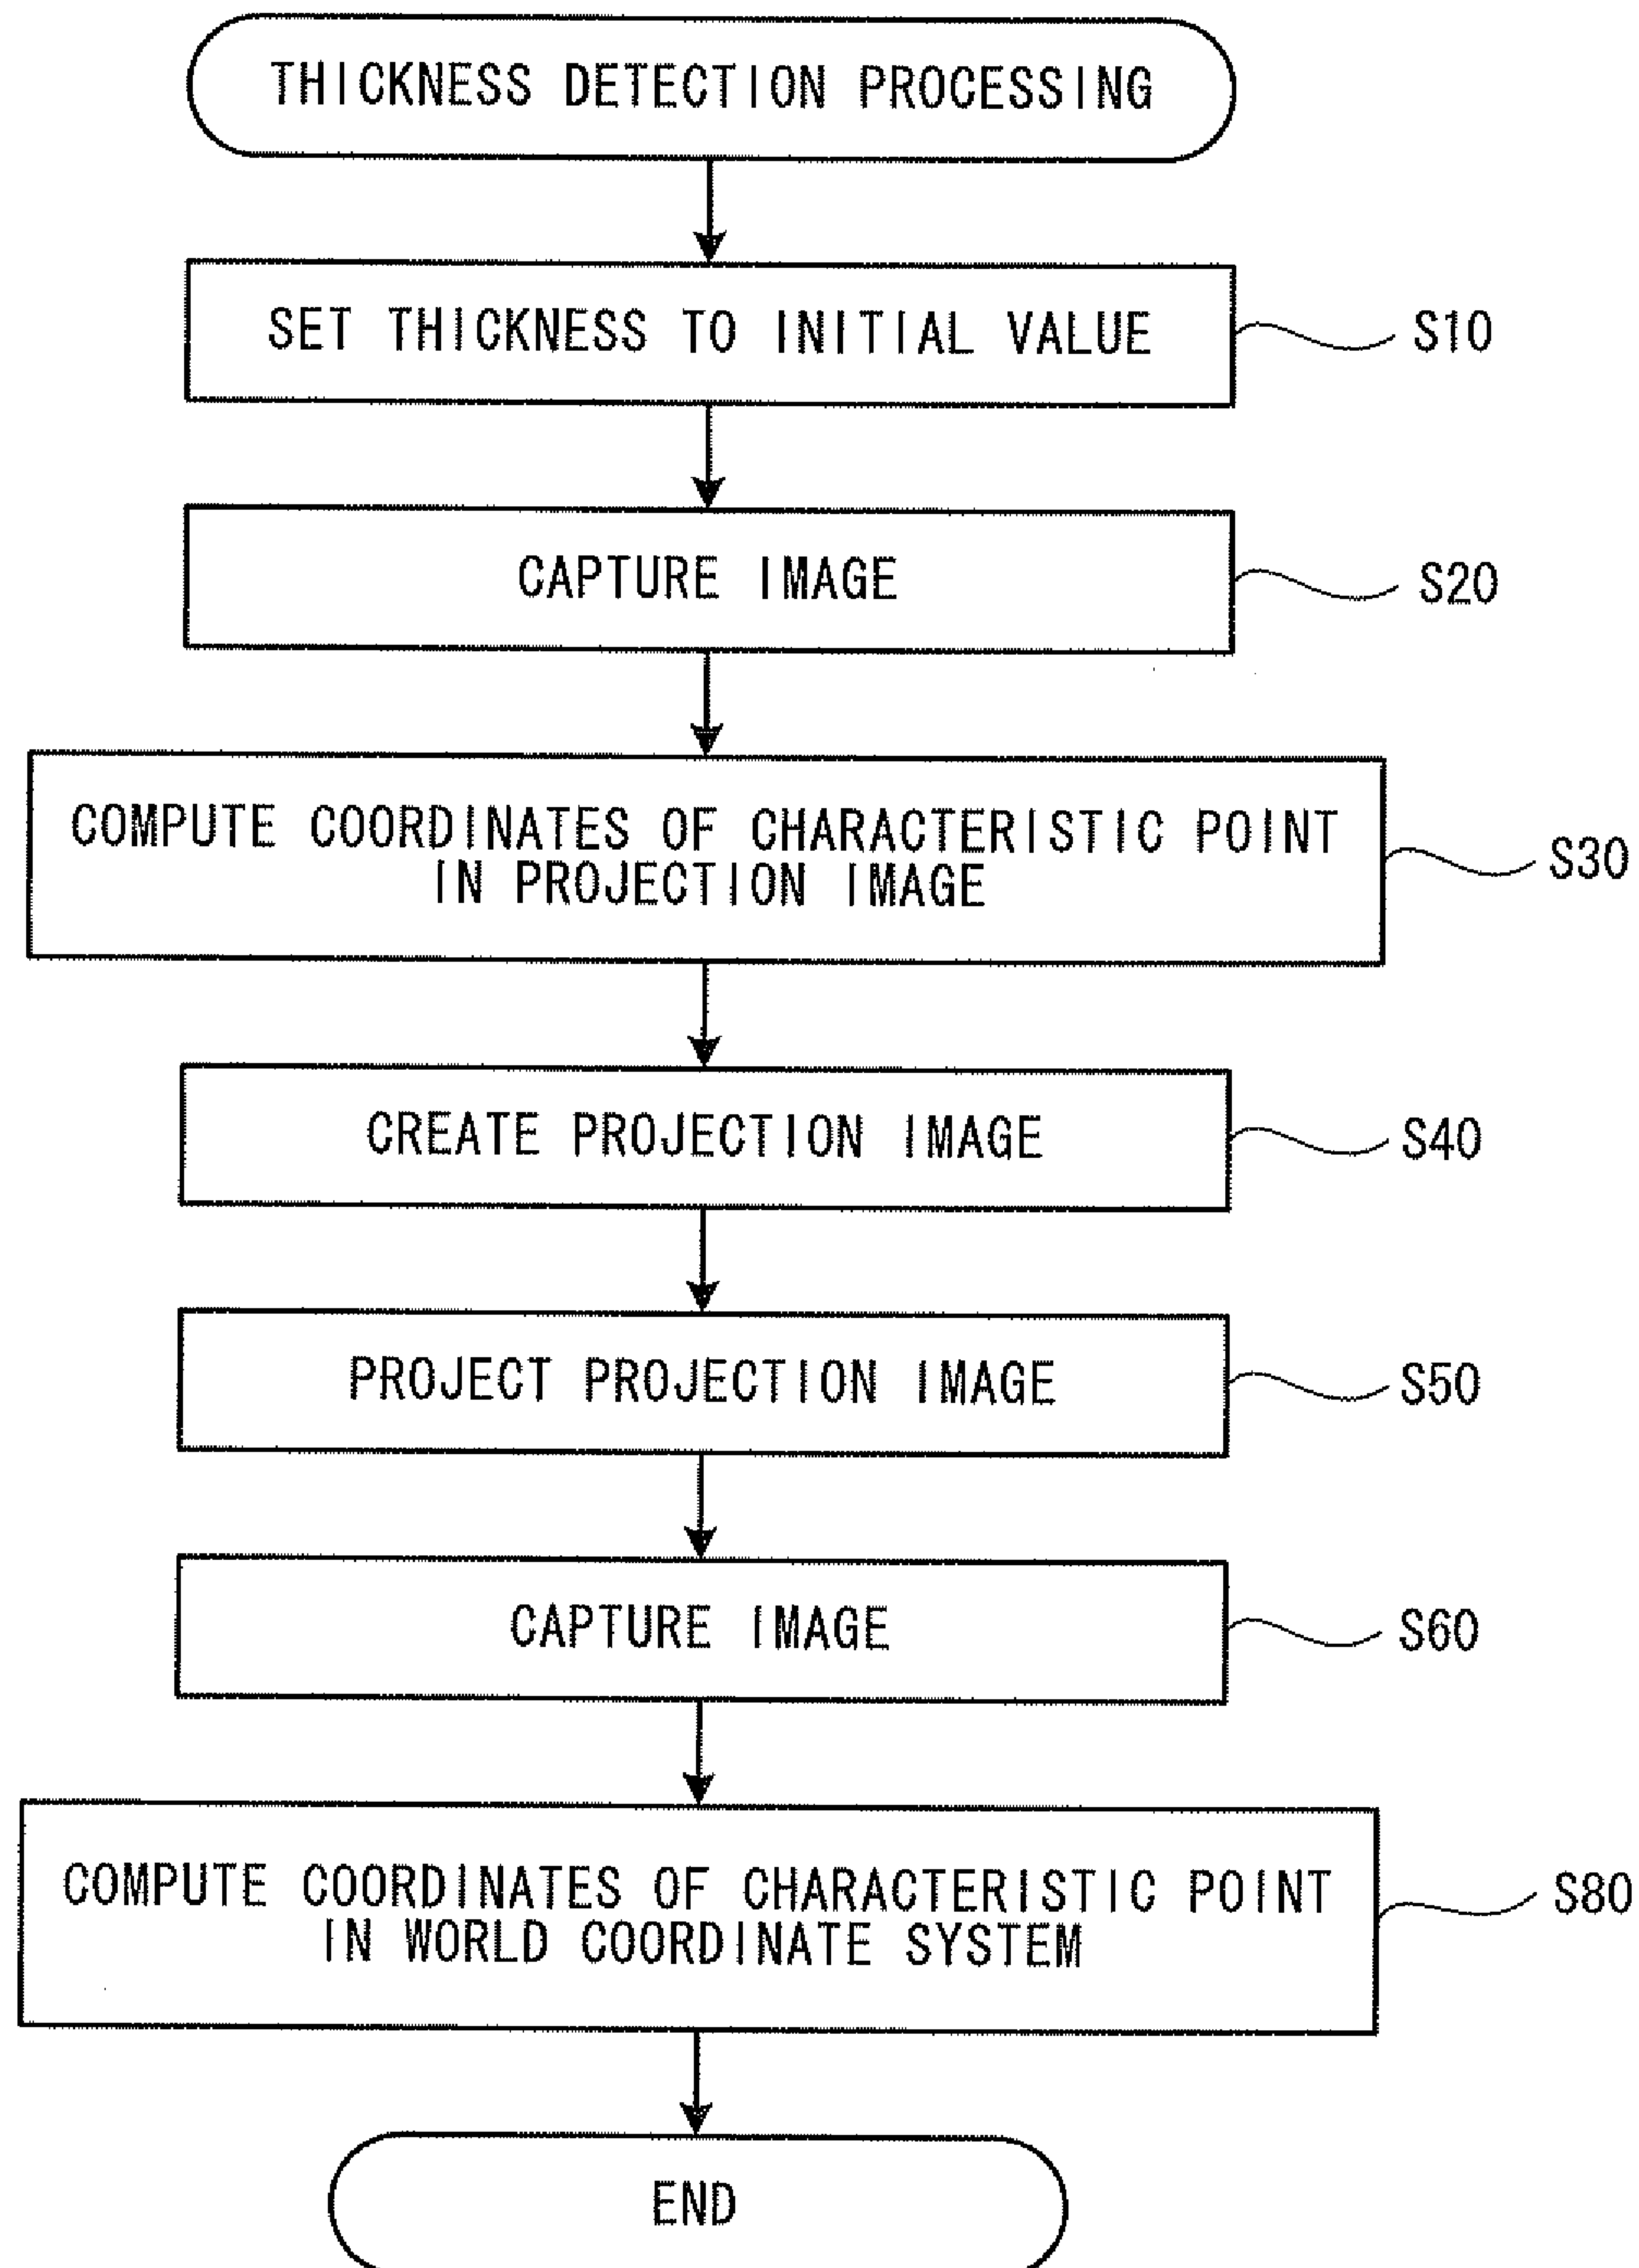 THICKNESS DETECTION PROCESSING
SET THICKNESS TO INITIAL VALUE
S10
CAPTURE IMAGE
S20
COMPUTE COORDINATES OF CHARACTERISTIC POINT
IN PROJECTION IMAGE
S30
CREATE PROJECTION IMAGE
S40
PROJECT PROJECTION IMAGE
S50
CAPTURE IMAGE
S60
COMPUTE COORDINATES OF CHARACTERISTIC POINT
IN WORLD COORDINATE SYSTEM
S80
END